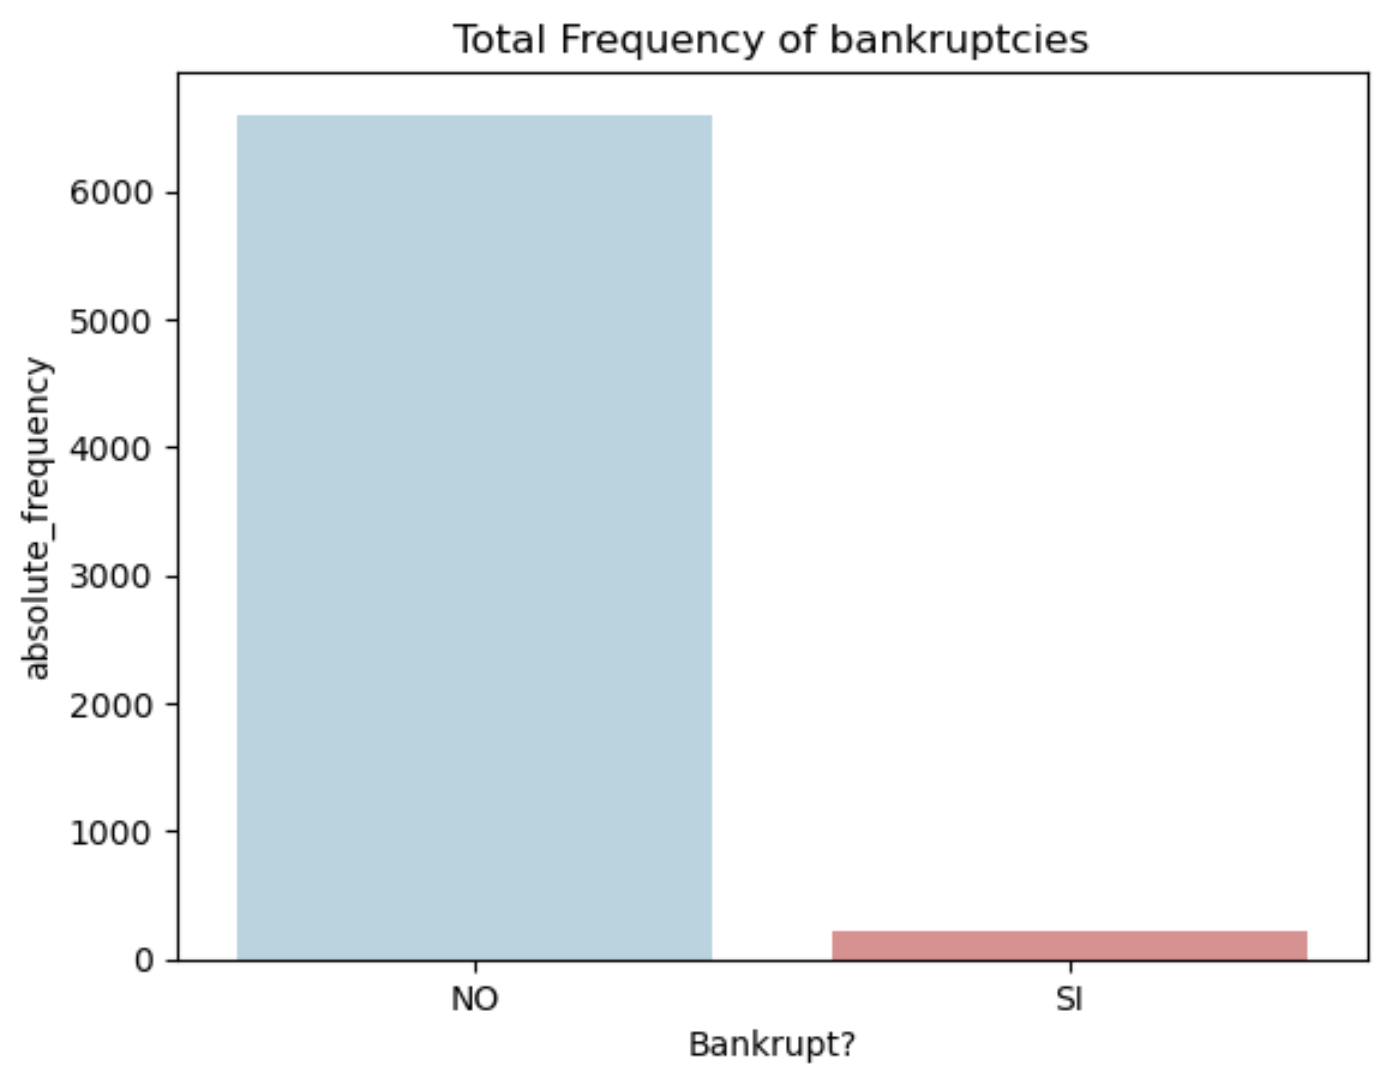 Total Frequency of bankruptcies
absolute_frequency
6000
5000
4000
3000
2000
1000
0
NO
SI
Bankrupt?